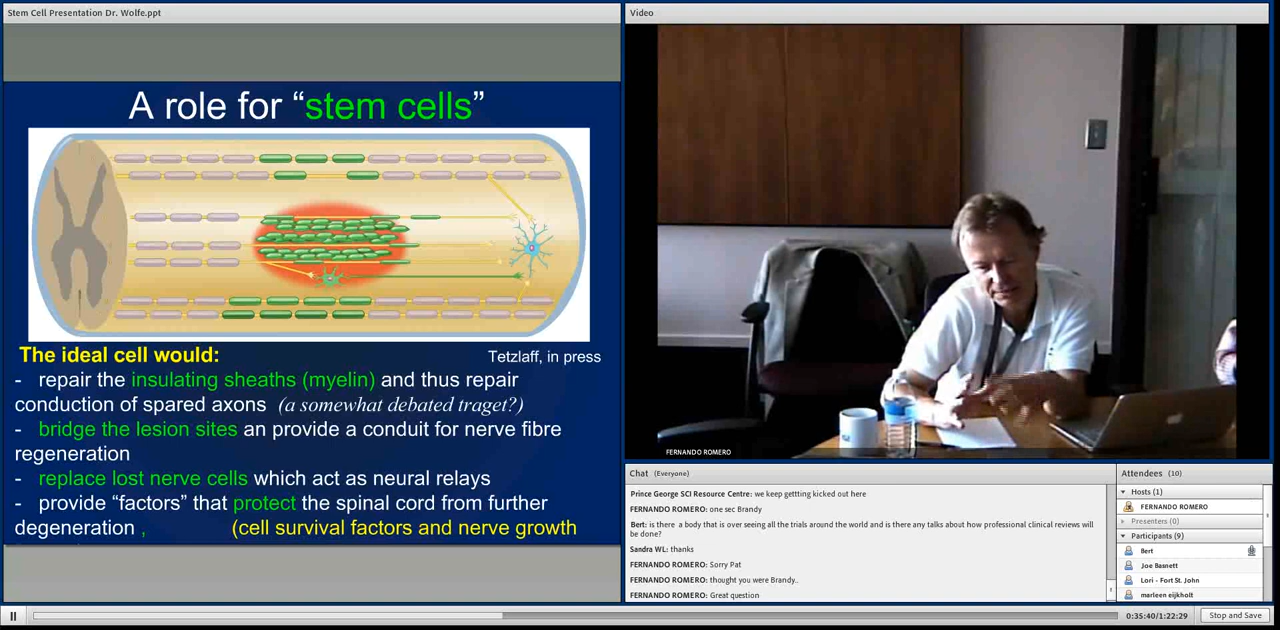 Stem Cell Presentation Dr. Wolfe.ppt
A role for “stem cells”
The ideal cell would:
Tetzlaff, in press
- repair the insulating sheaths (myelin) and thus repair
conduction of spared axons (a somewhat debated traget?)
- bridge the lesion sites an provide a conduit for nerve fibre
regeneration
- replace lost nerve cells which act as neural relays
- provide “factors” that protect the spinal cord from further
degeneration , (cell survival factors and nerve growth
Video
FERNANDO ROMERO
Chat (Everyone)
Prince George SCI Resource Centre: we keep gettting kicked out here
FERNANDO ROMERO: one sec Brandy
Bert: is there a body that is over seeing all the trials around the world and is there any talks about how professional clinical reviews will
be done?
Sandra WL: thanks
FERNANDO ROMERO: Sorry Pat
FERNANDO ROMERO: thought you were Brandy..
FERNANDO ROMERO: Great question
Attendees (10)
Hosts (1)
FERNANDO ROMERO
Presenters (0)
Participants (9)
Bert
Joe Basnett
Lori - Fort St. John
marleen eijkholt
0:35:40/1:22:29
Stop and Save